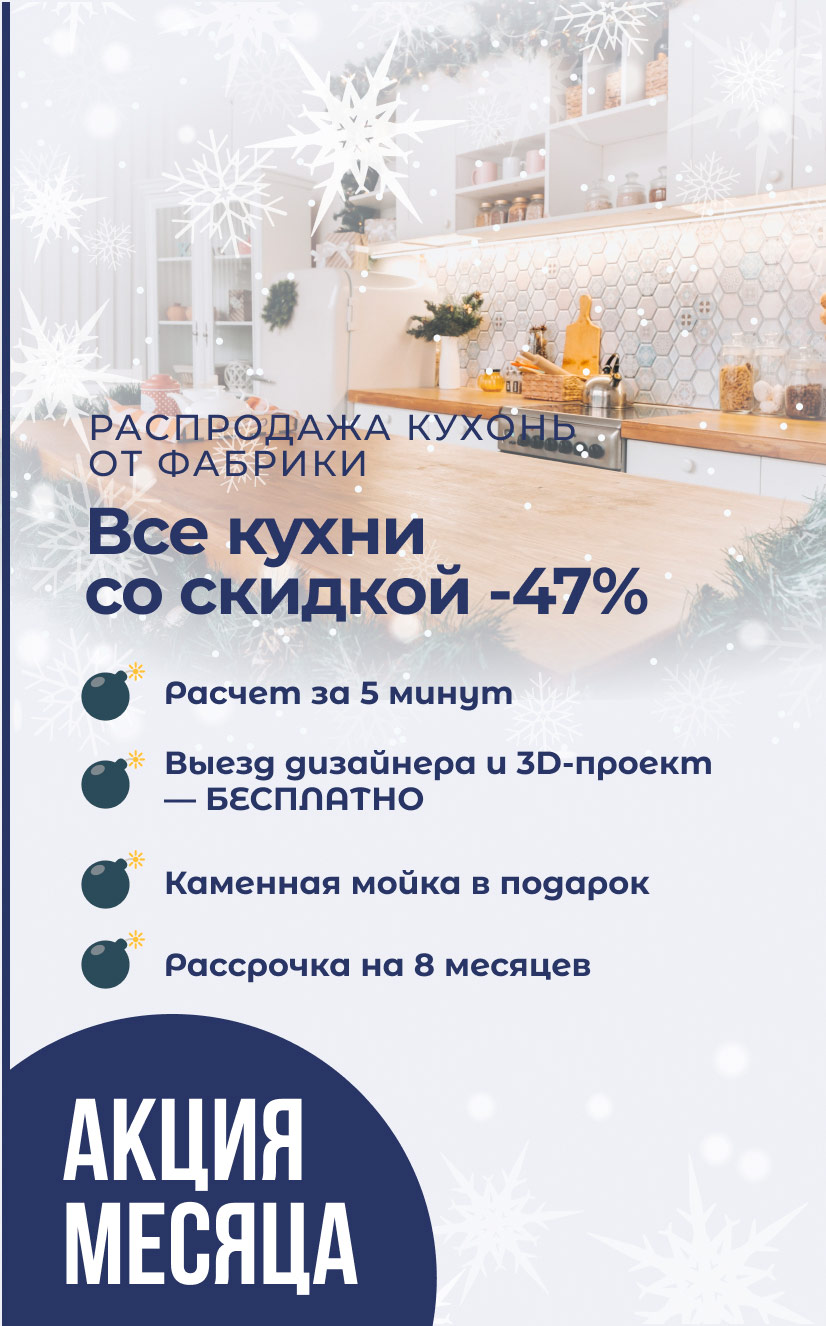 РАСПРОДАЖА КУХОНЬ
ОТ ФАБРИКИ
Все кухни
со скидкой -47%
Расчет за 5 минут
Выезд дизайнера и 3D-проект
— БЕСПЛАТНО
Каменная мойка в подарок
Рассрочка на 8 месяцев
АКЦИЯ
МЕСЯЦА